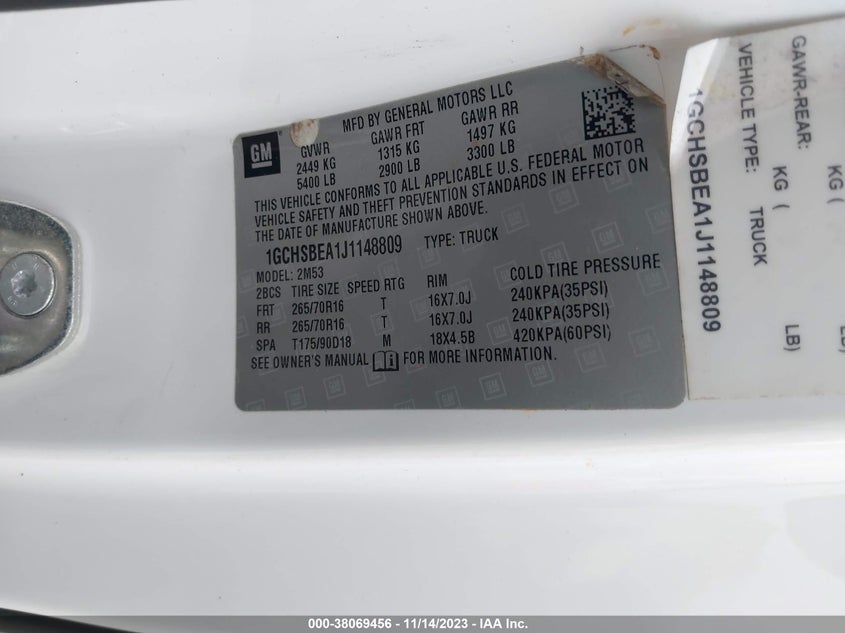 MFD BY GENERAL MOTORS LLC
GM
GVWR GAWR FRT GAWR RR
2449 KG 1315 KG 1497 KG
5400 LB 2900 LB 3300 LB
THIS VEHICLE CONFORMS TO ALL APPLICABLE U.S. FEDERAL MOTOR
VEHICLE SAFETY AND THEFT PREVENTION STANDARDS IN EFFECT ON
THE DATE OF MANUFACTURE SHOWN ABOVE.
1GCHSBEA1J1148809 TYPE: TRUCK
MODEL: 2M53
2BCS TIRE SIZE SPEED RTG RIM COLD TIRE PRESSURE
FRT 265/70R16 T 16X7.0J 240KPA(35PSI)
RR 265/70R16 T 16X7.0J 240KPA(35PSI)
SPA T175/90D18 M 18X4.5B 420KPA(60PSI)
SEE OWNER'S MANUAL FOR MORE INFORMATION.
GAWR-REAR: KG ( LB)
VEHICLE TYPE: TRUCK
KG ( LB)
1GCHSBEA1J1148809
000-38069456 - 11/14/2023 - IAA Inc.